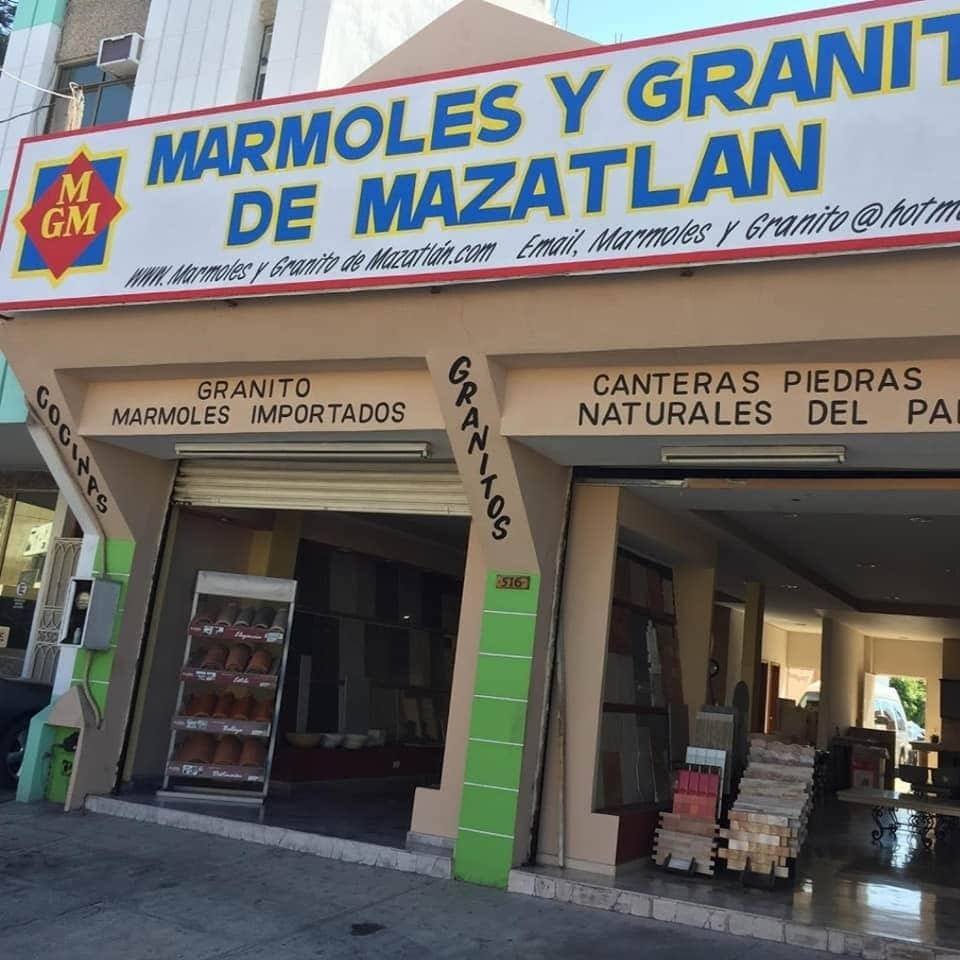 MARMOLES Y GRANIT
DE MAZATLAN
M
GM
WWW. Marmoles y Granito de Mazatlán.com Email, Marmoles y Granito@hotm
COCINAS
GRANITO
MARMOLES IMPORTADOS
GRANITOS
CANTERAS PIEDRAS
NATURALES DEL PA
516